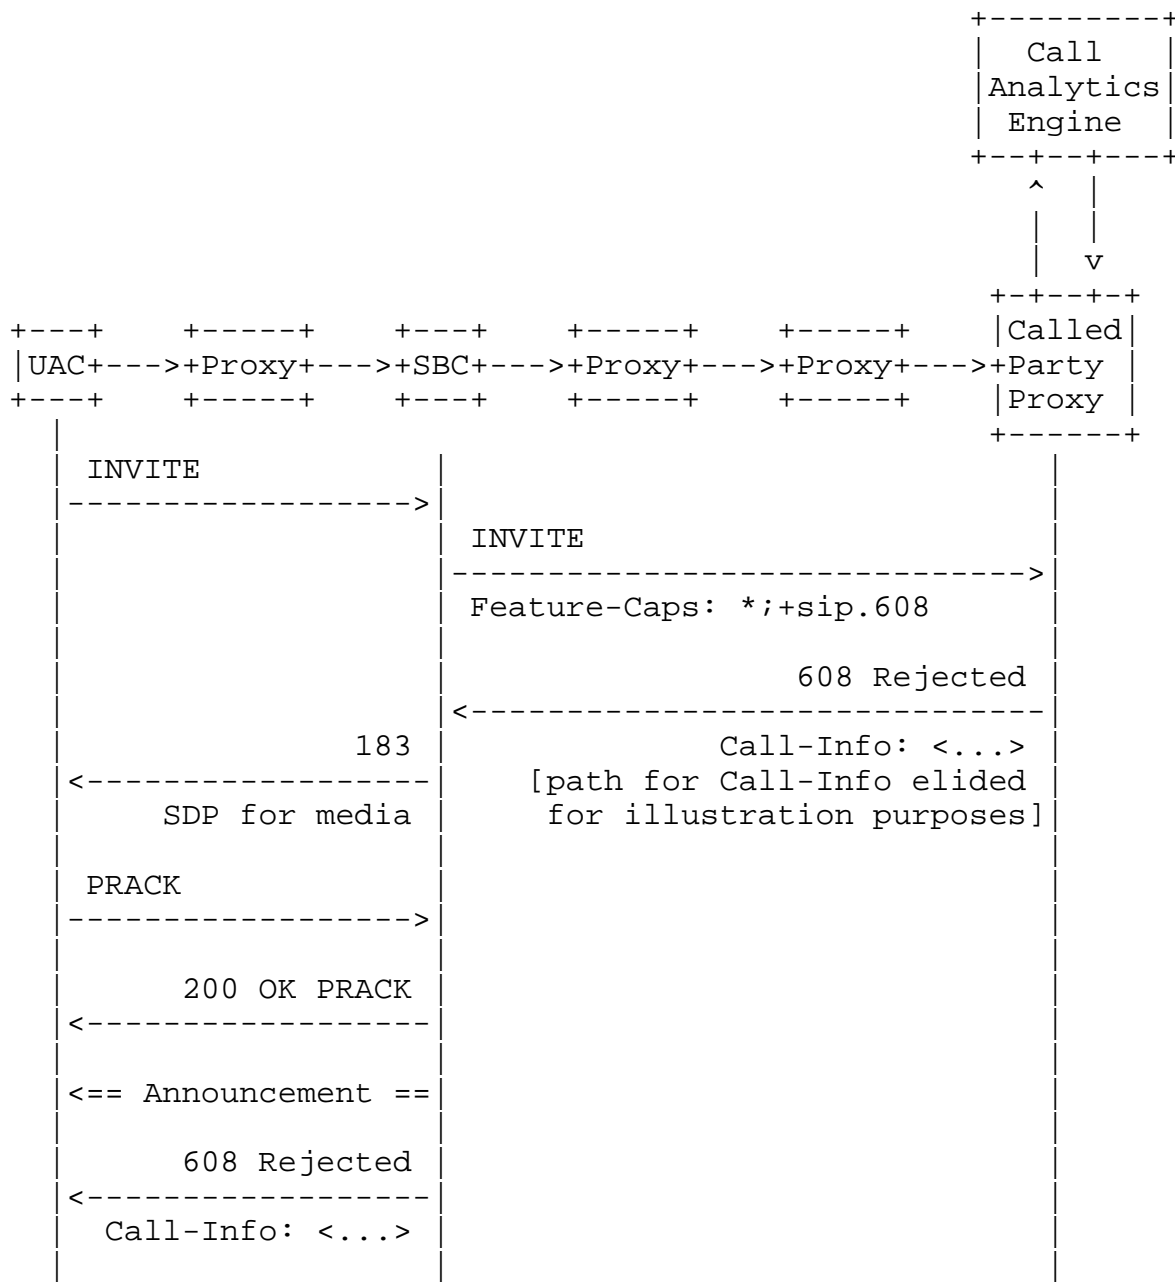 Call
Analytics
Engine
UAC Proxy SBC Proxy Proxy Called
Party
Proxy
INVITE
INVITE
Feature-Caps: *;+sip.608
608 Rejected
183 Call-Info: <...>
[path for Call-Info elided
SDP for media for illustration purposes]
PRACK
200 OK PRACK
<== Announcement ==
608 Rejected
Call-Info: <...>